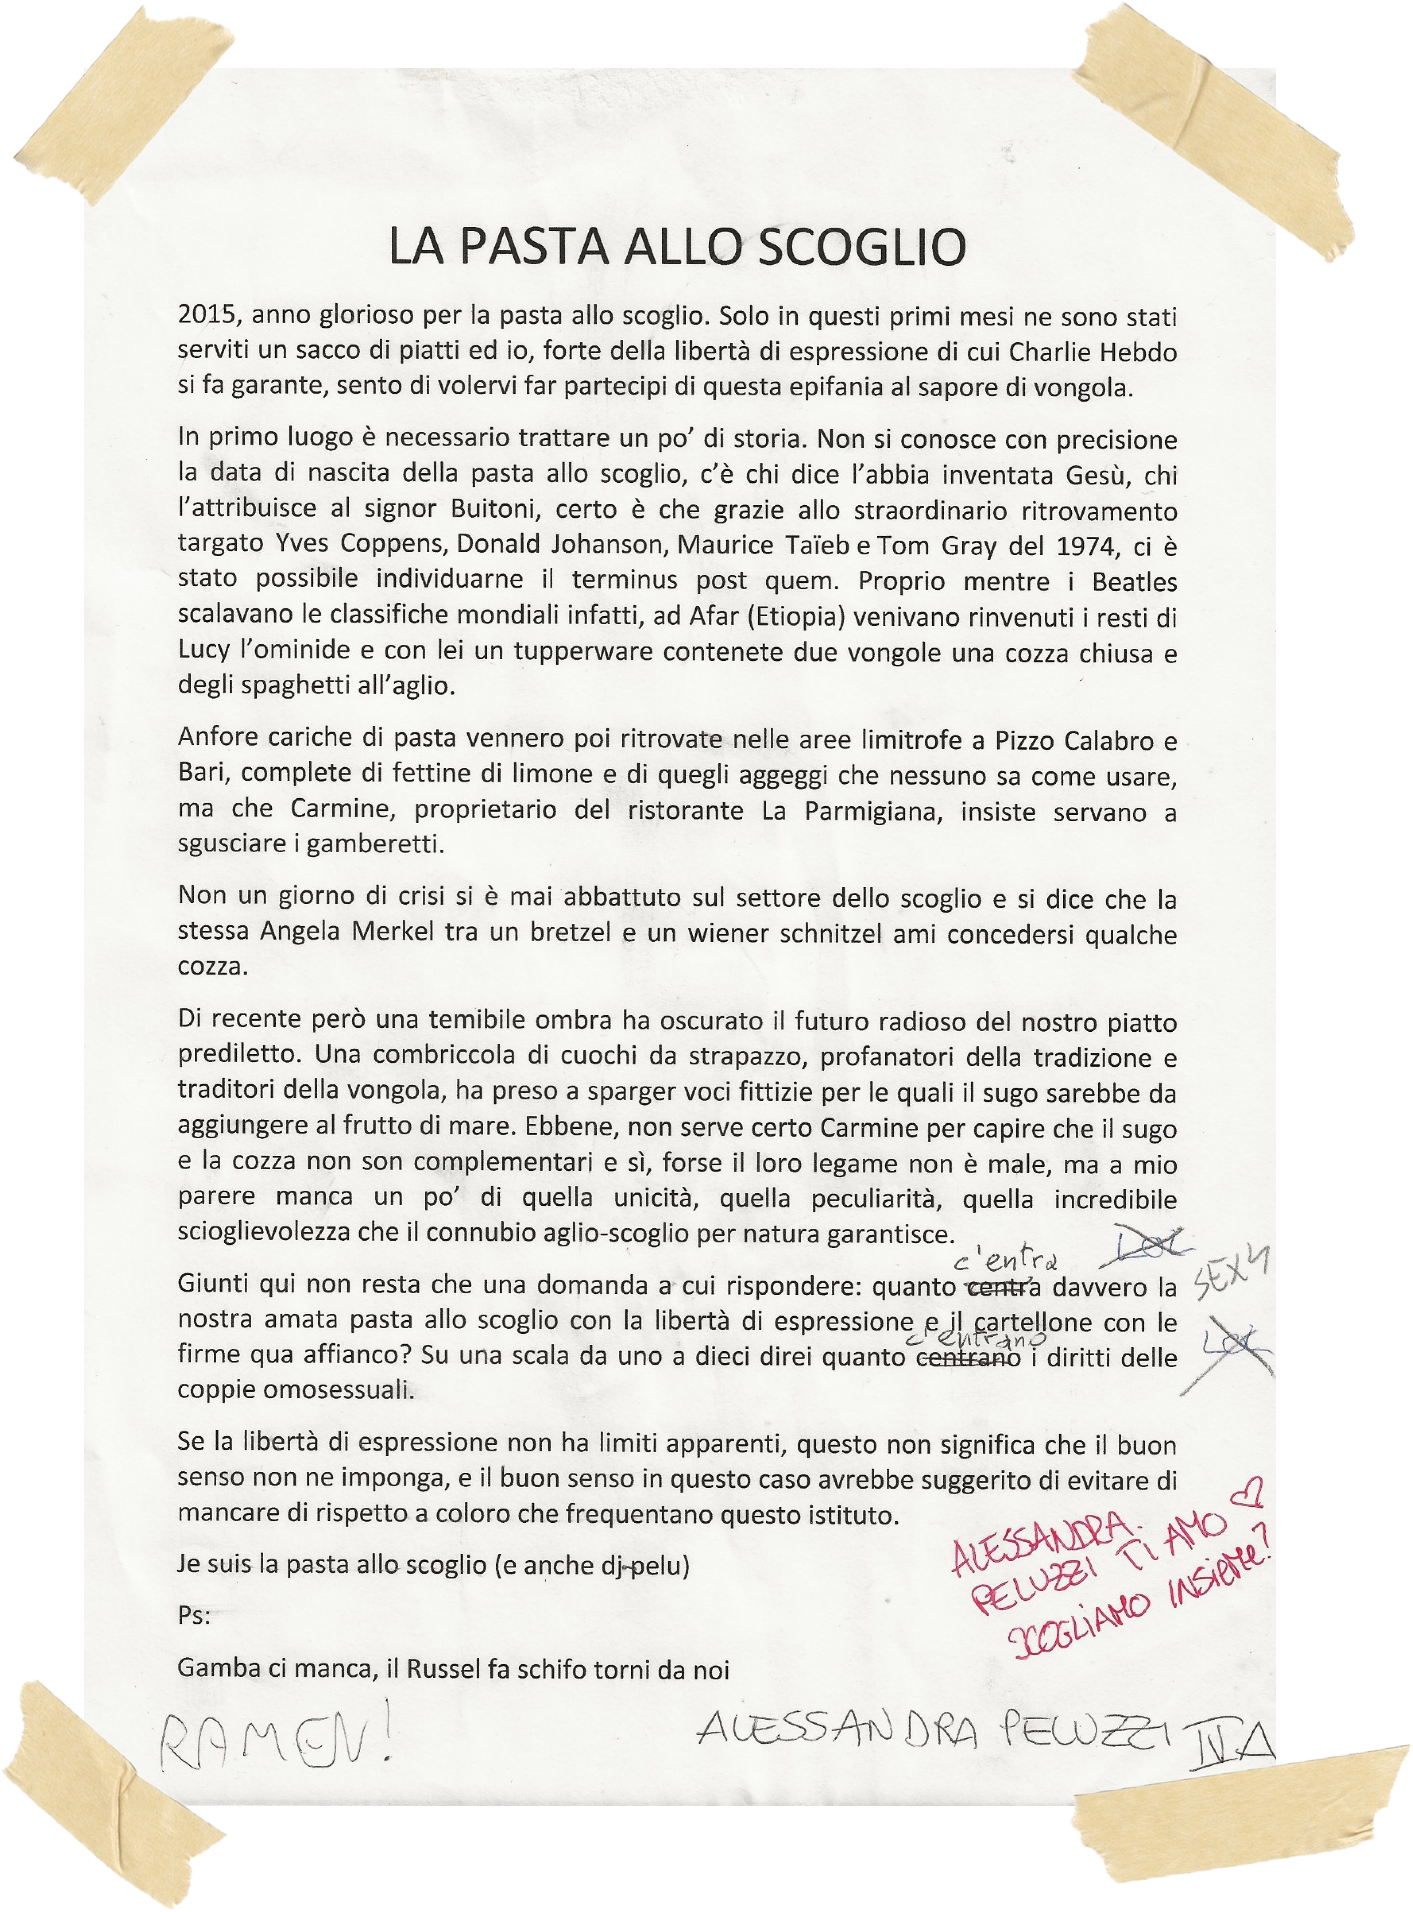 LA PASTA ALLO SCOGLIO
2015, anno glorioso per la pasta allo scoglio. Solo in questi primi mesi ne sono stati
serviti un sacco di piatti ed io, forte della libertà di espressione di cui Charlie Hebdo
si fa garante, sento di volervi far partecipi di questa epifania al sapore di vongola.
In primo luogo è necessario trattare un po’ di storia. Non si conosce con precisione
la data di nascita della pasta allo scoglio, c’è chi dice l’abbia inventata Gesù, chi
l’attribuisce al signor Buitoni, certo è che grazie allo straordinario ritrovamento
targato Yves Coppens, Donald Johanson, Maurice Taïeb e Tom Gray del 1974, ci è
stato possibile individuarne il terminus post quem. Proprio mentre i Beatles
scalavano le classifiche mondiali infatti, ad Afar (Etiopia) venivano rinvenuti i resti di
Lucy l’ominide e con lei un tupperware contenete due vongole una cozza chiusa e
degli spaghetti all’aglio.
Anfore cariche di pasta vennero poi ritrovate nelle aree limitrofe a Pizzo Calabro e
Bari, complete di fettine di limone e di quegli aggeggi che nessuno sa come usare,
ma che Carmine, proprietario del ristorante La Parmigiana, insiste servano a
sgusciare i gamberetti.
Non un giorno di crisi si è mai abbattuto sul settore dello scoglio e si dice che la
stessa Angela Merkel tra un bretzel e un wiener schnitzel ami concedersi qualche
cozza.
Di recente però una temibile ombra ha oscurato il futuro radioso del nostro piatto
prediletto. Una combriccola di cuochi da strapazzo, profanatori della tradizione e
traditori della vongola, ha preso a sparger voci fittizie per le quali il sugo sarebbe da
aggiungere al frutto di mare. Ebbene, non serve certo Carmine per capire che il sugo
e la cozza non son complementari e sì, forse il loro legame non è male, ma a mio
parere manca un po’ di quella unicità, quella peculiarità, quella incredibile
scioglievolezza che il connubio aglio-scoglio per natura garantisce.
LOL
c'entra
Giunti qui non resta che una domanda a cui rispondere: quanto centra davvero la
SEXY
nostra amata pasta allo scoglio con la libertà di espressione e il cartellone con le
c'entrano
LOL
firme qua affianco? Su una scala da uno a dieci direi quanto centrano i diritti delle
coppie omosessuali.
Se la libertà di espressione non ha limiti apparenti, questo non significa che il buon
senso non ne imponga, e il buon senso in questo caso avrebbe suggerito di evitare di
mancare di rispetto a coloro che frequentano questo istituto.
Je suis la pasta allo scoglio (e anche dj-pelu)
ALESSANDRA
PELUZZI TI AMO ♡
SCOGLIAMO INSIEME?
Ps:
Gamba ci manca, il Russel fa schifo torni da noi
RAMEN!
ALESSANDRA PELUZZI IV A